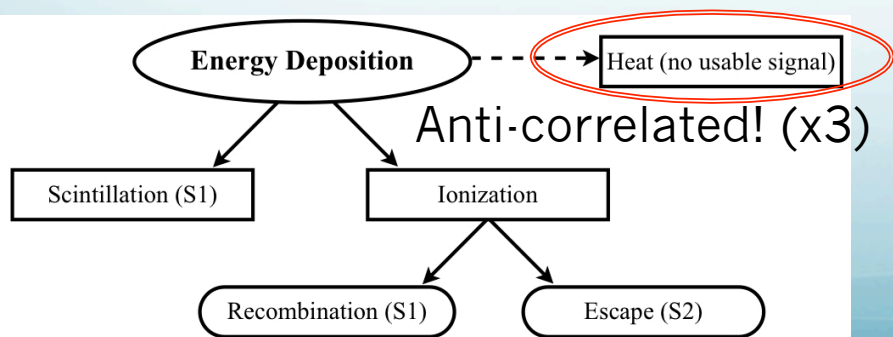 Energy Deposition
Heat (no usable signal)
Anti-correlated! (x3)
Scintillation (S1)
Ionization
Recombination (S1)
Escape (S2)